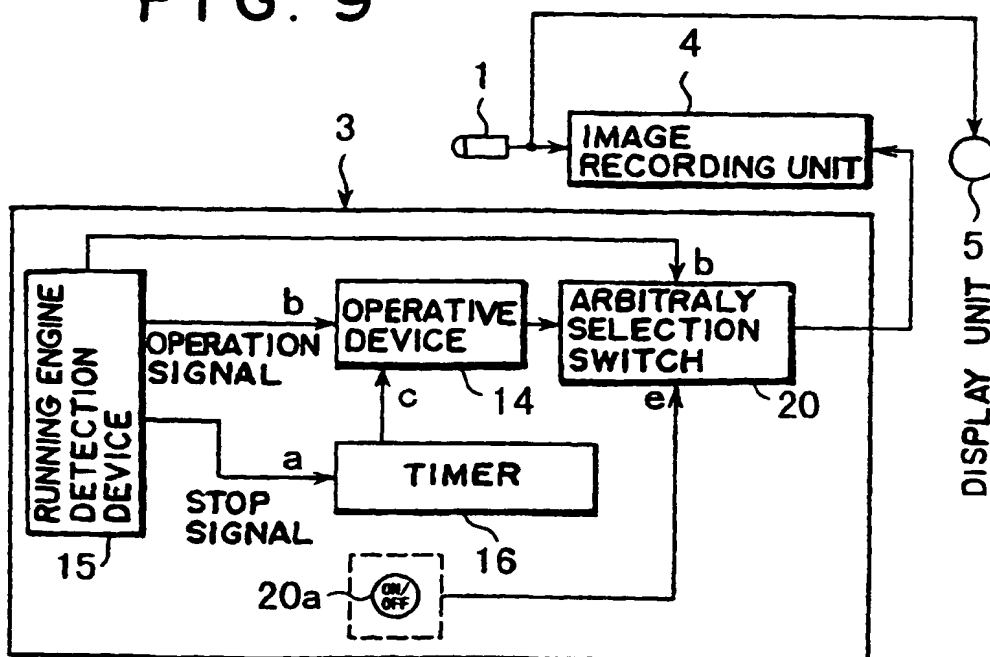 FIG. 9
1
4
3
IMAGE
RECORDING UNIT
DISPLAY UNIT 5
b
RUNNING ENGINE
DETECTION
DEVICE
b
OPERATION
SIGNAL
OPERATIVE
DEVICE
ARBITRALY
SELECTION
SWITCH
c
14
e
20
a
STOP
SIGNAL
TIMER
15
16
20a
ON/
OFF